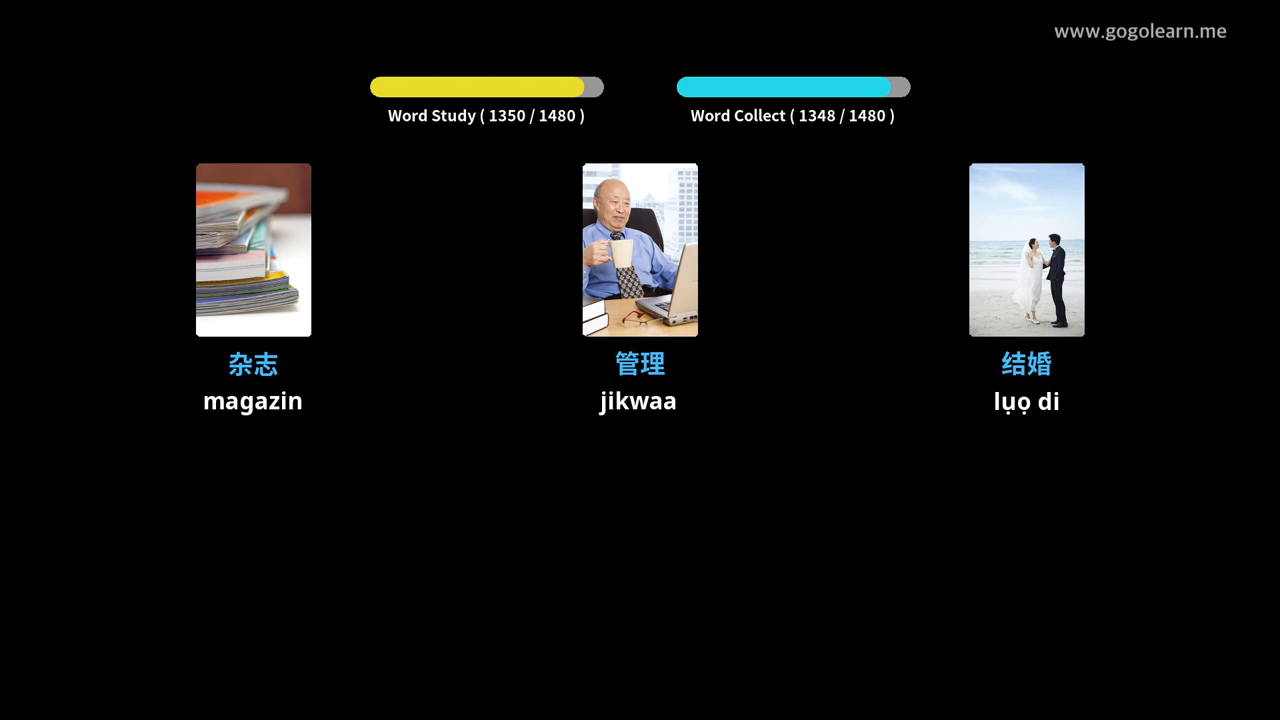 www.gogolearn.me
Word Study ( 1350 / 1480 )
Word Collect ( 1348 / 1480 )
杂志
magazin
管理
jikwaa
结婚
lụọ di